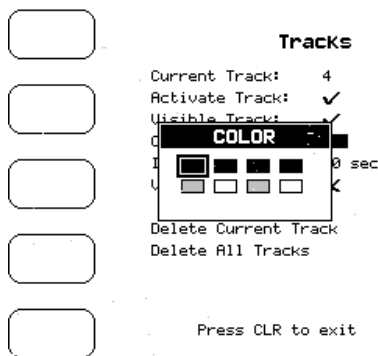 Tracks
Current Track: 4
Activate Track: ✓
Visible Track: ✓
COLOR
sec
Delete Current Track
Delete All Tracks
Press CLR to exit